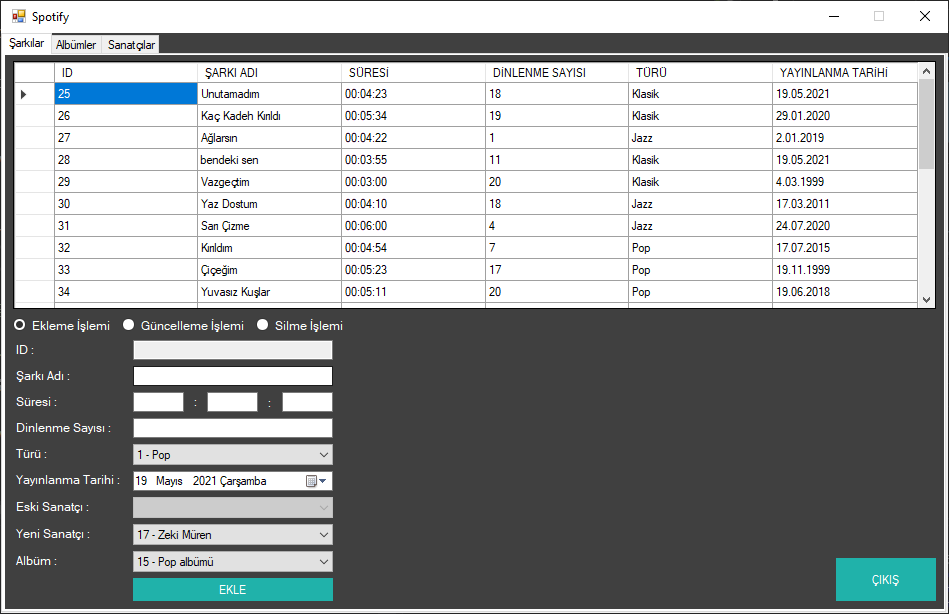 Spotify
Şarkılar Albümler Sanatçılar
ID ŞARKI ADI SÜRESİ DİNLENME SAYISI TÜRÜ YAYINLANMA TARİHİ
25 Unutamadım 00:04:23 18 Klasik 19.05.2021
26 Kaç Kadeh Kırıldı 00:05:34 19 Klasik 29.01.2020
27 Ağlarsın 00:04:22 1 Jazz 2.01.2019
28 bendeki sen 00:03:55 11 Klasik 19.05.2021
29 Vazgeçtim 00:03:00 20 Klasik 4.03.1999
30 Yaz Dostum 00:04:10 18 Jazz 17.03.2011
31 Sarı Çizme 00:06:00 4 Jazz 24.07.2020
32 Kırıldım 00:04:54 7 Pop 17.07.2015
33 Çiçeğim 00:05:23 17 Pop 19.11.1999
34 Yuvasız Kuşlar 00:05:11 20 Pop 19.06.2018
Ekleme İşlemi Güncelleme İşlemi Silme İşlemi
ID :
Şarkı Adı :
Süresi : : :
Dinlenme Sayısı :
Türü : 1 - Pop
Yayınlanma Tarihi : 19 Mayıs 2021 Çarşamba
Eski Sanatçı :
Yeni Sanatçı : 17 - Zeki Müren
Albüm : 15 - Pop albümü
EKLE
ÇIKIŞ